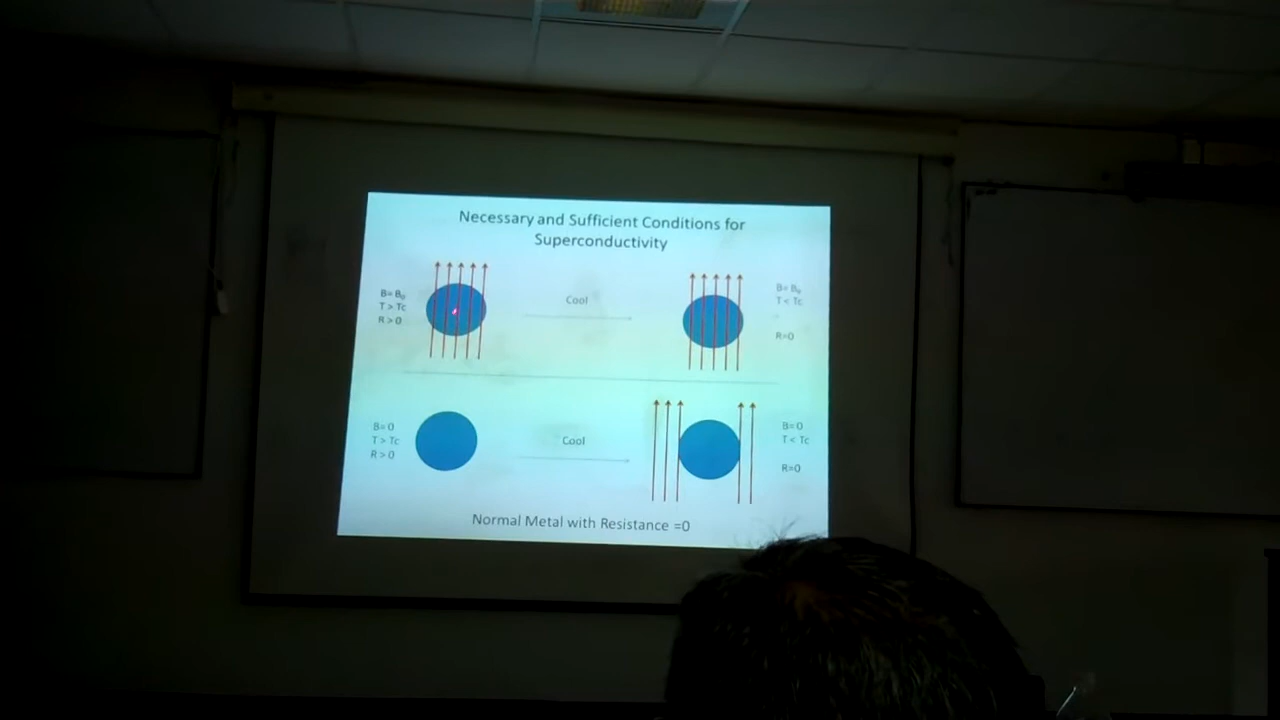 Necessary and Sufficient Conditions for
Superconductivity
B= B₀
T > Tc
R > 0
Cool
B= B₀
T < Tc
R=0
B= 0
T > Tc
R > 0
Cool
B=0
T < Tc
R=0
Normal Metal with Resistance =0